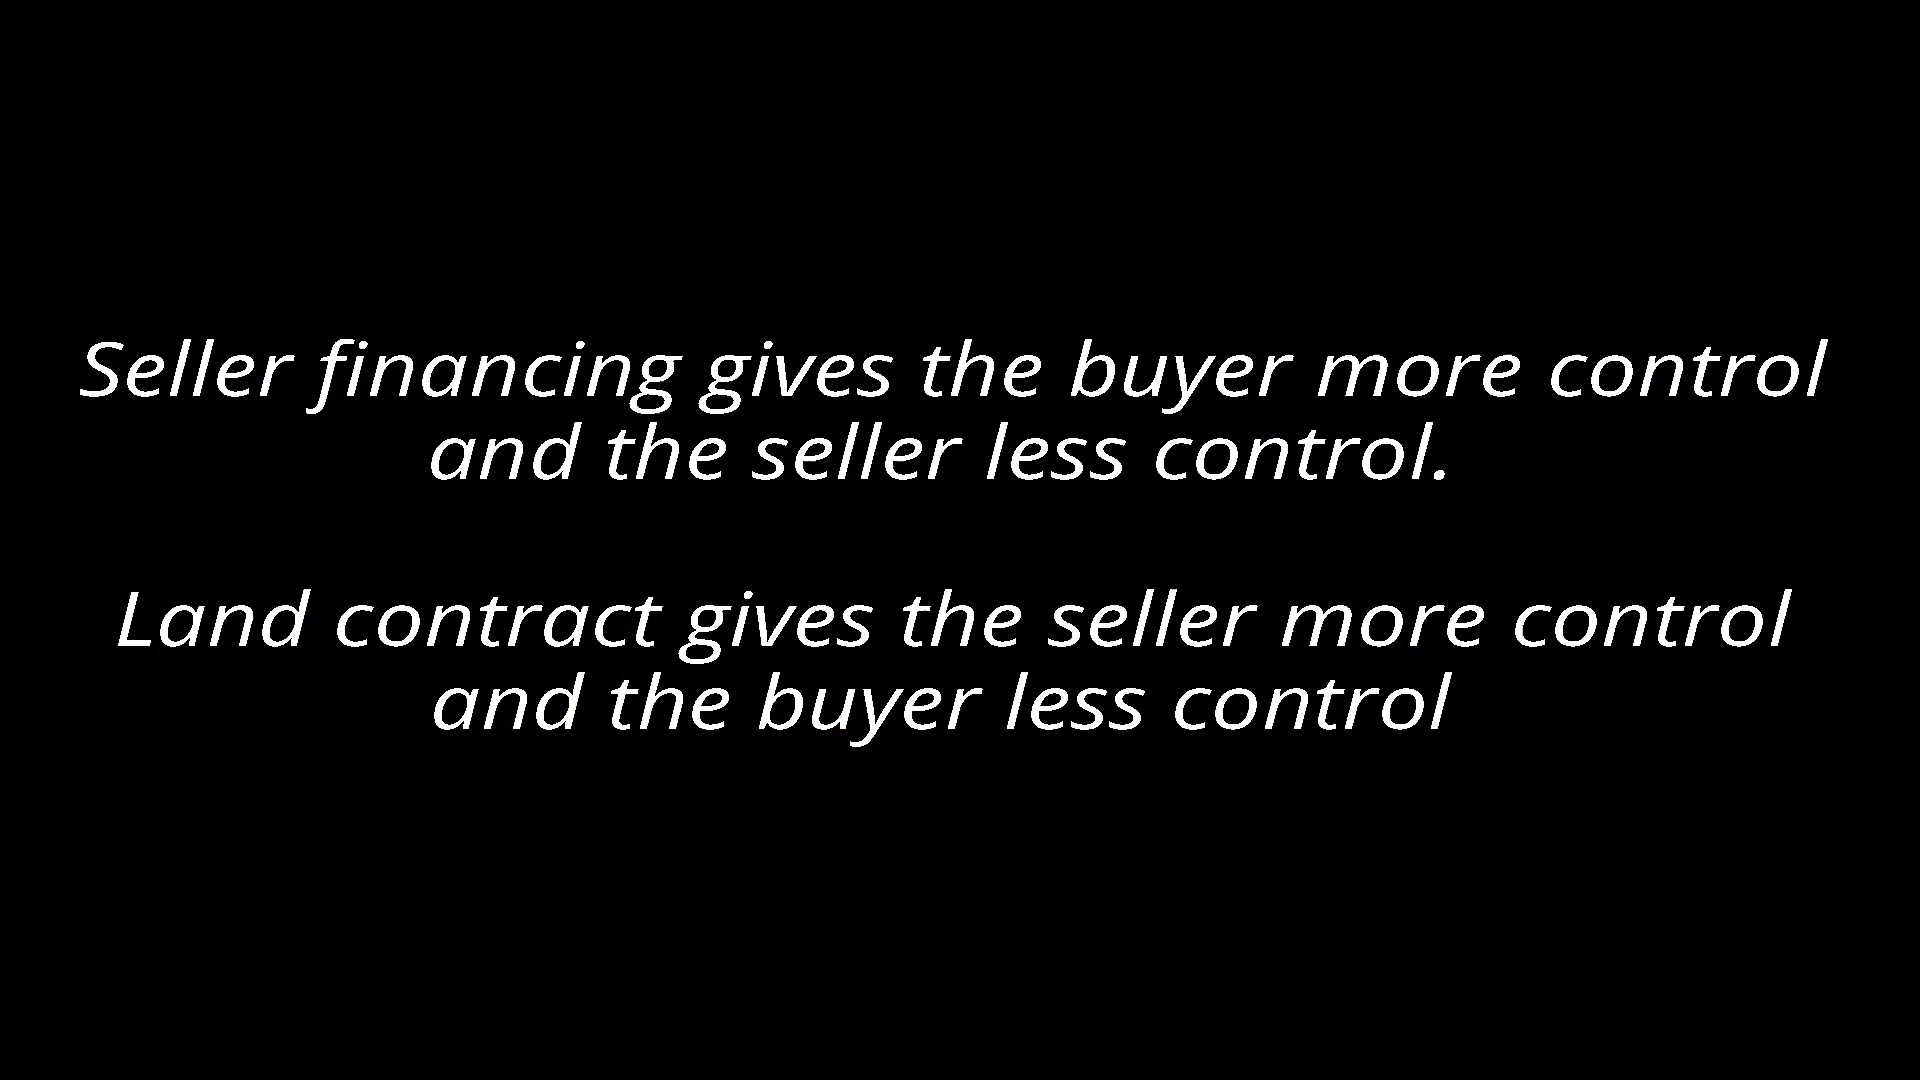 Seller financing gives the buyer more control
and the seller less control.
Land contract gives the seller more control
and the buyer less control